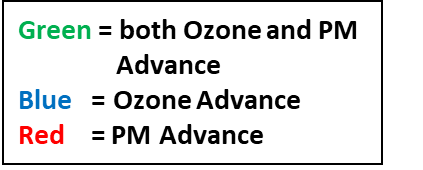 Green = both Ozone and PM
Advance
Blue = Ozone Advance
Red = PM Advance